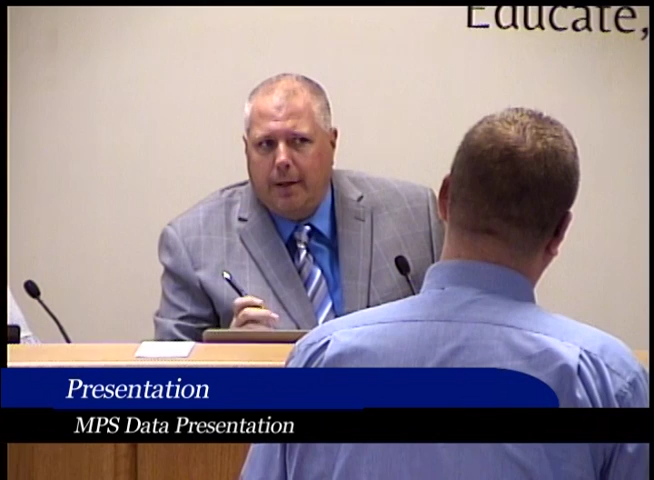 Educate,
Presentation
MPS Data Presentation